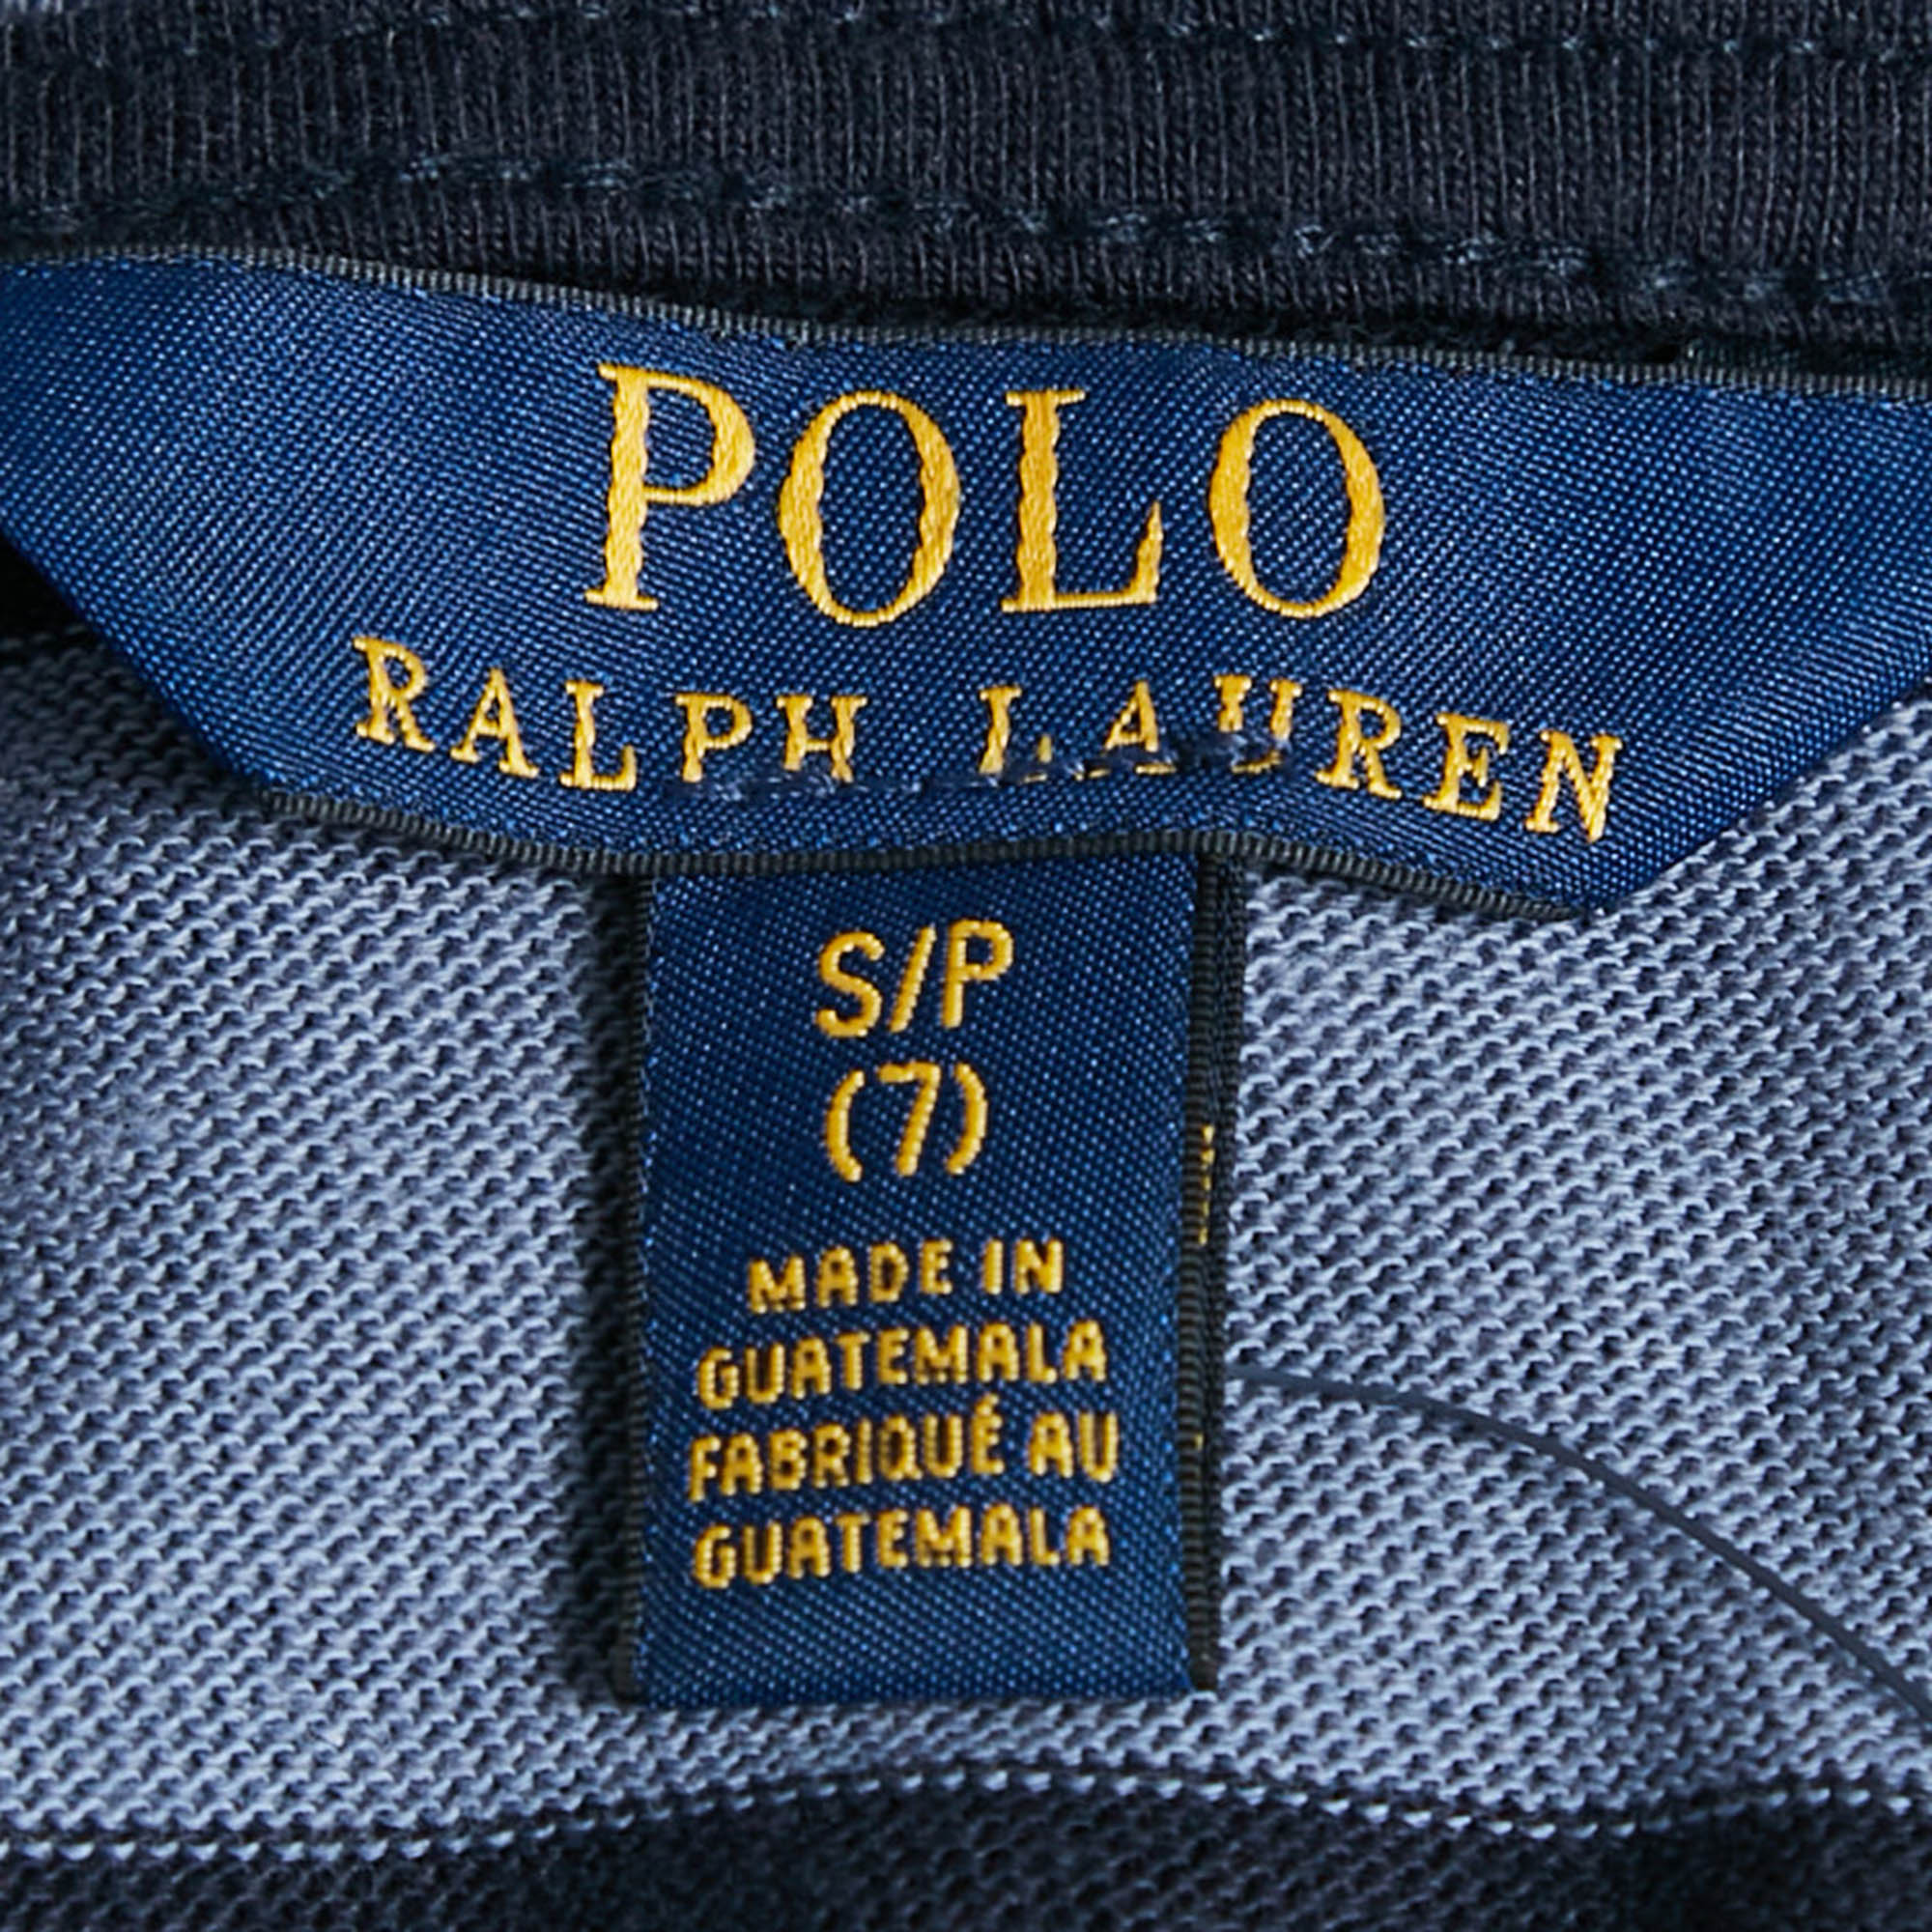 POLO
RALPH LAUREN
S/P
(7)
MADE IN
GUATEMALA
FABRIQUÉ AU
GUATEMALA